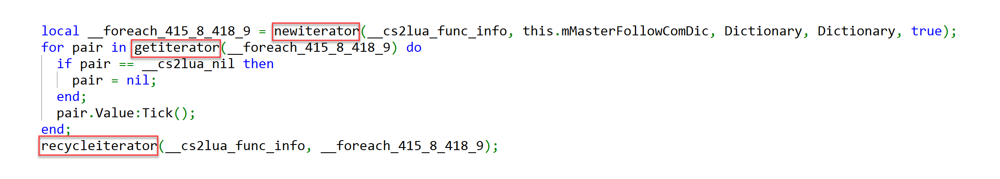 local __foreach_415_8_418_9 = newiterator(__cs2lua_func_info, this.mMasterFollowComDic, Dictionary, Dictionary, true);
for pair in getiterator(__foreach_415_8_418_9) do
if pair == __cs2lua_nil then
pair = nil;
end;
pair.Value:Tick();
end;
recycleiterator(__cs2lua_func_info, __foreach_415_8_418_9);